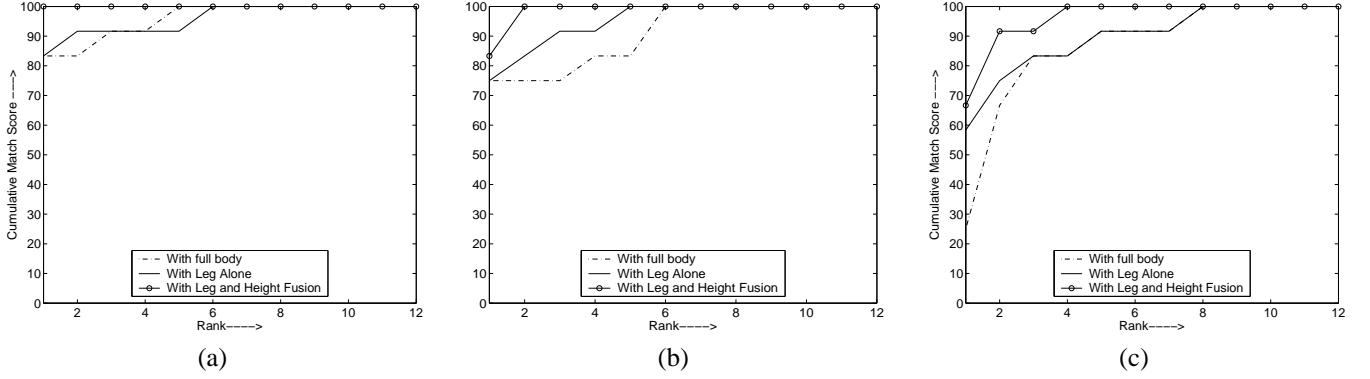 100
90
80
70
60
50
40
30
20
10
0
Cumulative Match Score ---->
With full body
With Leg Alone
With Leg and Height Fusion
2 4 6 8 10 12
Rank---->
(a)
100
90
80
70
60
50
40
30
20
10
0
With full body
With Leg Alone
With Leg and Height Fusion
2 4 6 8 10 12
Rank---->
(b)
100
90
80
70
60
50
40
30
20
10
0
Cumulative Match Score ---->
With full body
With Leg Alone
With Leg and Height Fusion
2 4 6 8 10 12
Rank---->
(c)